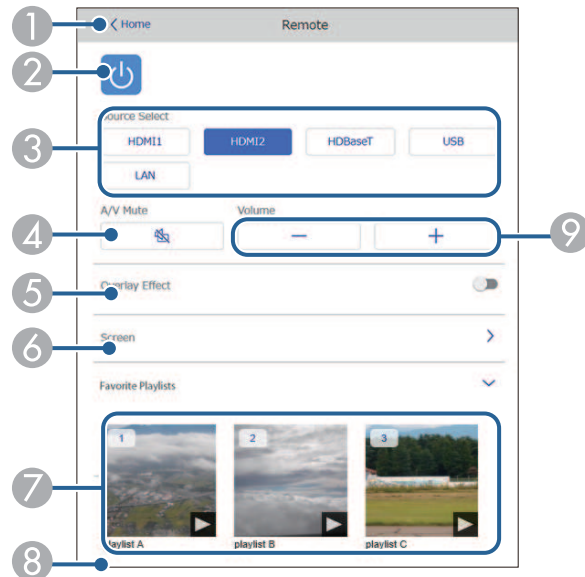 1
Home
Remote
2
Source Select
3
HDMI1
HDMI2
HDBaseT
USB
LAN
A/V Mute
Volume
4
9
5
Overlay Effect
6
Screen
Favorite Playlists
7
1
2
3
playlist A
playlist B
playlist C
8